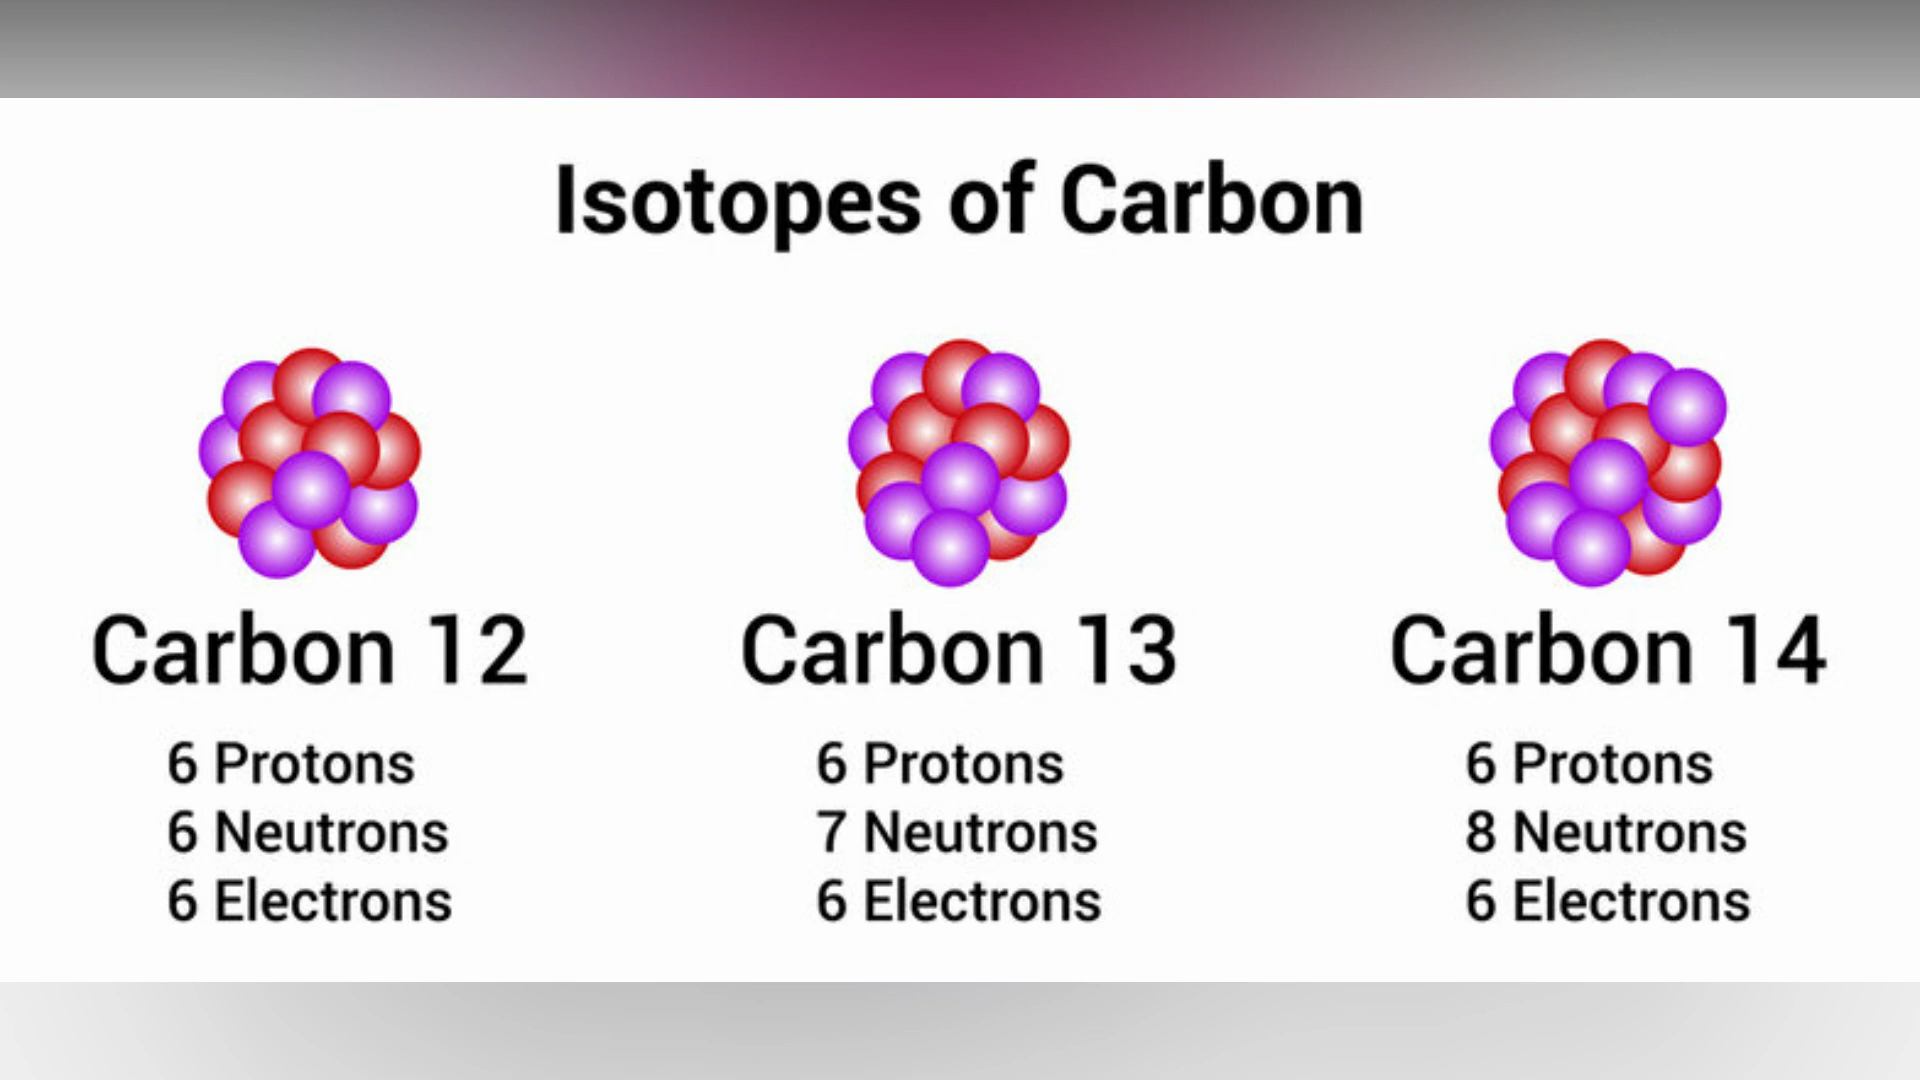 Isotopes of Carbon
Carbon 12
6 Protons
6 Neutrons
6 Electrons
Carbon 13
6 Protons
7 Neutrons
6 Electrons
Carbon 14
6 Protons
8 Neutrons
6 Electrons